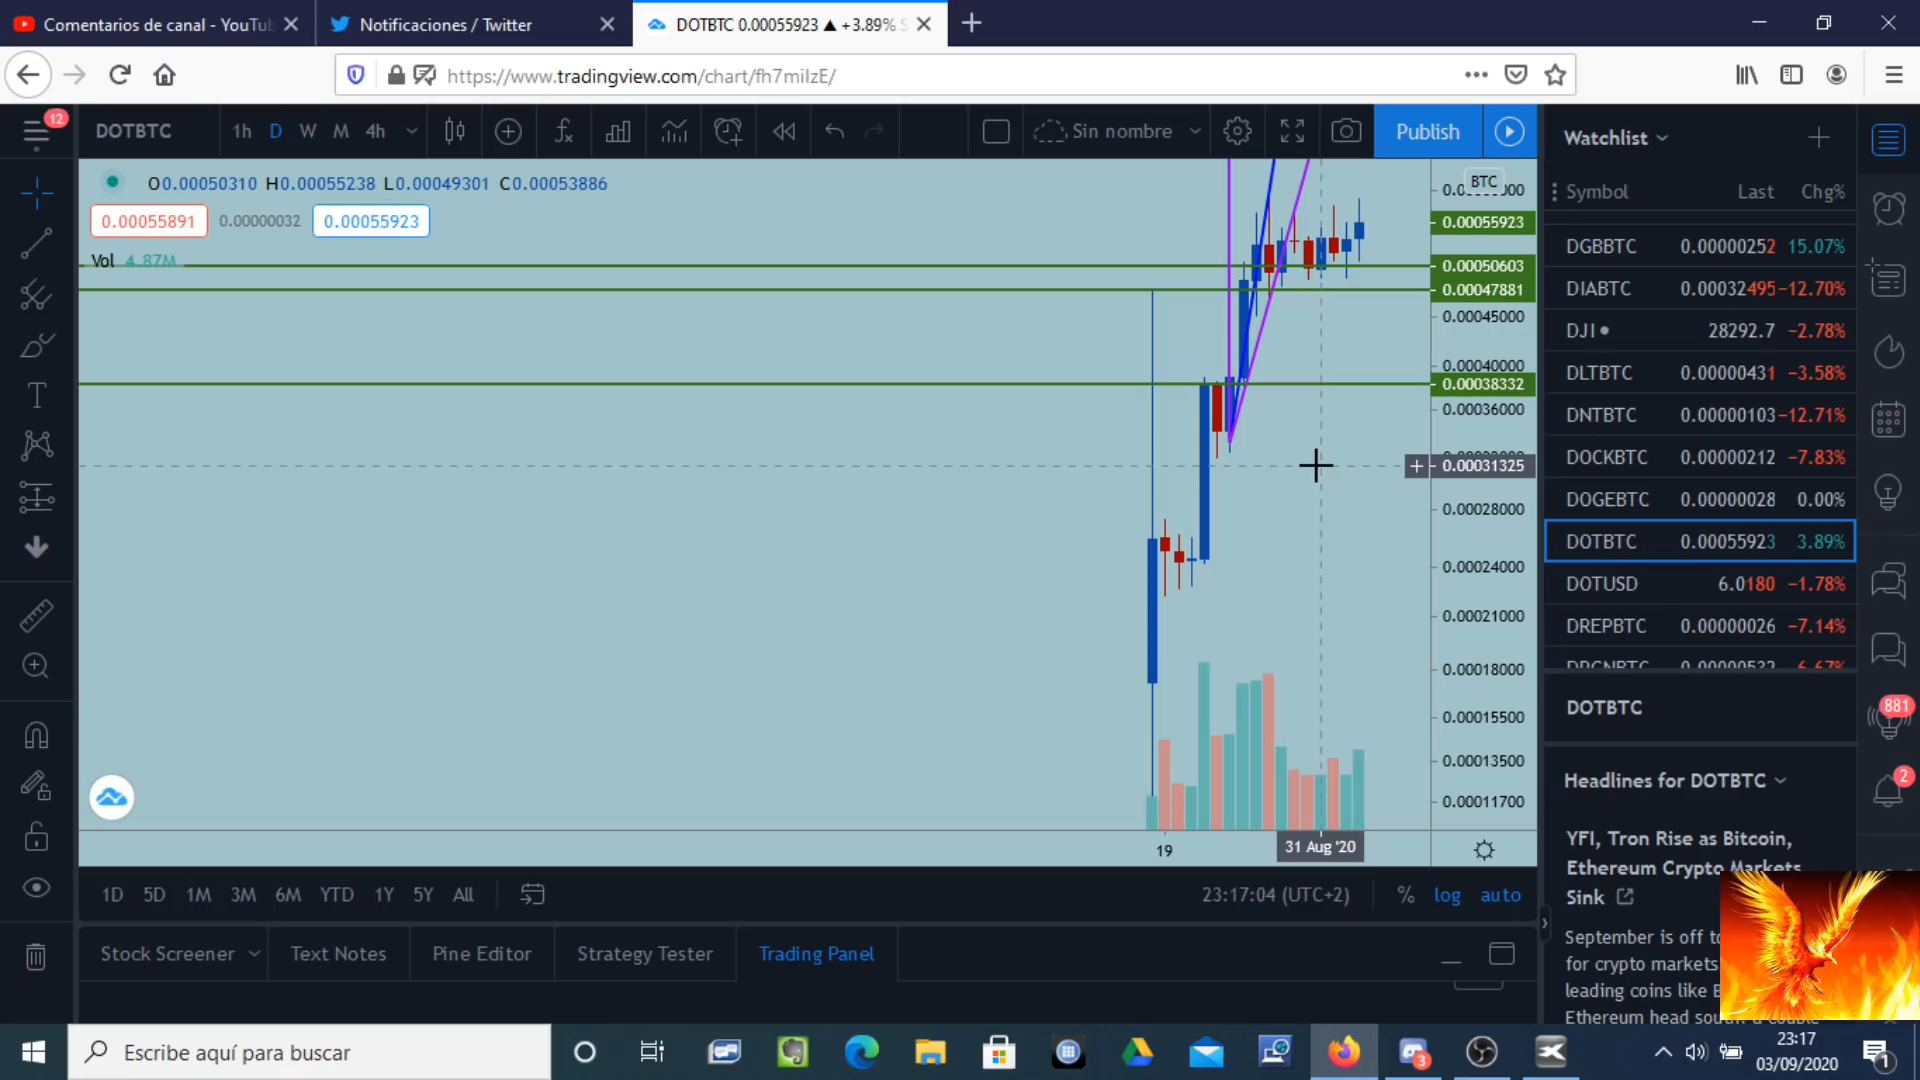 Comentarios de canal - YouTub
Notificaciones / Twitter
DOTBTC 0.00055923 ▲ +3.89% S
https://www.tradingview.com/chart/fh7miIzE/
12
DOTBTC
1h D W M 4h
Sin nombre
Publish
O0.00050310 H0.00055238 L0.00049301 C0.00053886
0.00055891 0.00000032 0.00055923
Vol 4.87M
BTC
0.00055923
0.00050603
0.00047881
0.00045000
0.00040000
0.00038332
0.00036000
0.00031325
0.00028000
0.00024000
0.00021000
0.00018000
0.00015500
0.00013500
0.00011700
19
31 Aug '20
1D 5D 1M 3M 6M YTD 1Y 5Y All
23:17:04 (UTC+2)
% log auto
Stock Screener
Text Notes
Pine Editor
Strategy Tester
Trading Panel
Watchlist
Symbol Last Chg%
DGBBTC 0.00000252 15.07%
DIABTC 0.00032495 −12.70%
DJI 28292.7 −2.78%
DLTBTC 0.00000431 −3.58%
DNTBTC 0.00000103 −12.71%
DOCKBTC 0.00000212 −7.83%
DOGEBTC 0.00000028 0.00%
DOTBTC 0.00055923 3.89%
DOTUSD 6.0180 −1.78%
DREPBTC 0.00000026 −7.14%
DOTBTC
Headlines for DOTBTC
YFI, Tron Rise as Bitcoin,
Ethereum Crypto Markets
Sink
September is off to
for crypto markets
leading coins like
Ethereum head
881
2
Escribe aquí para buscar
3
23:17
03/09/2020
1